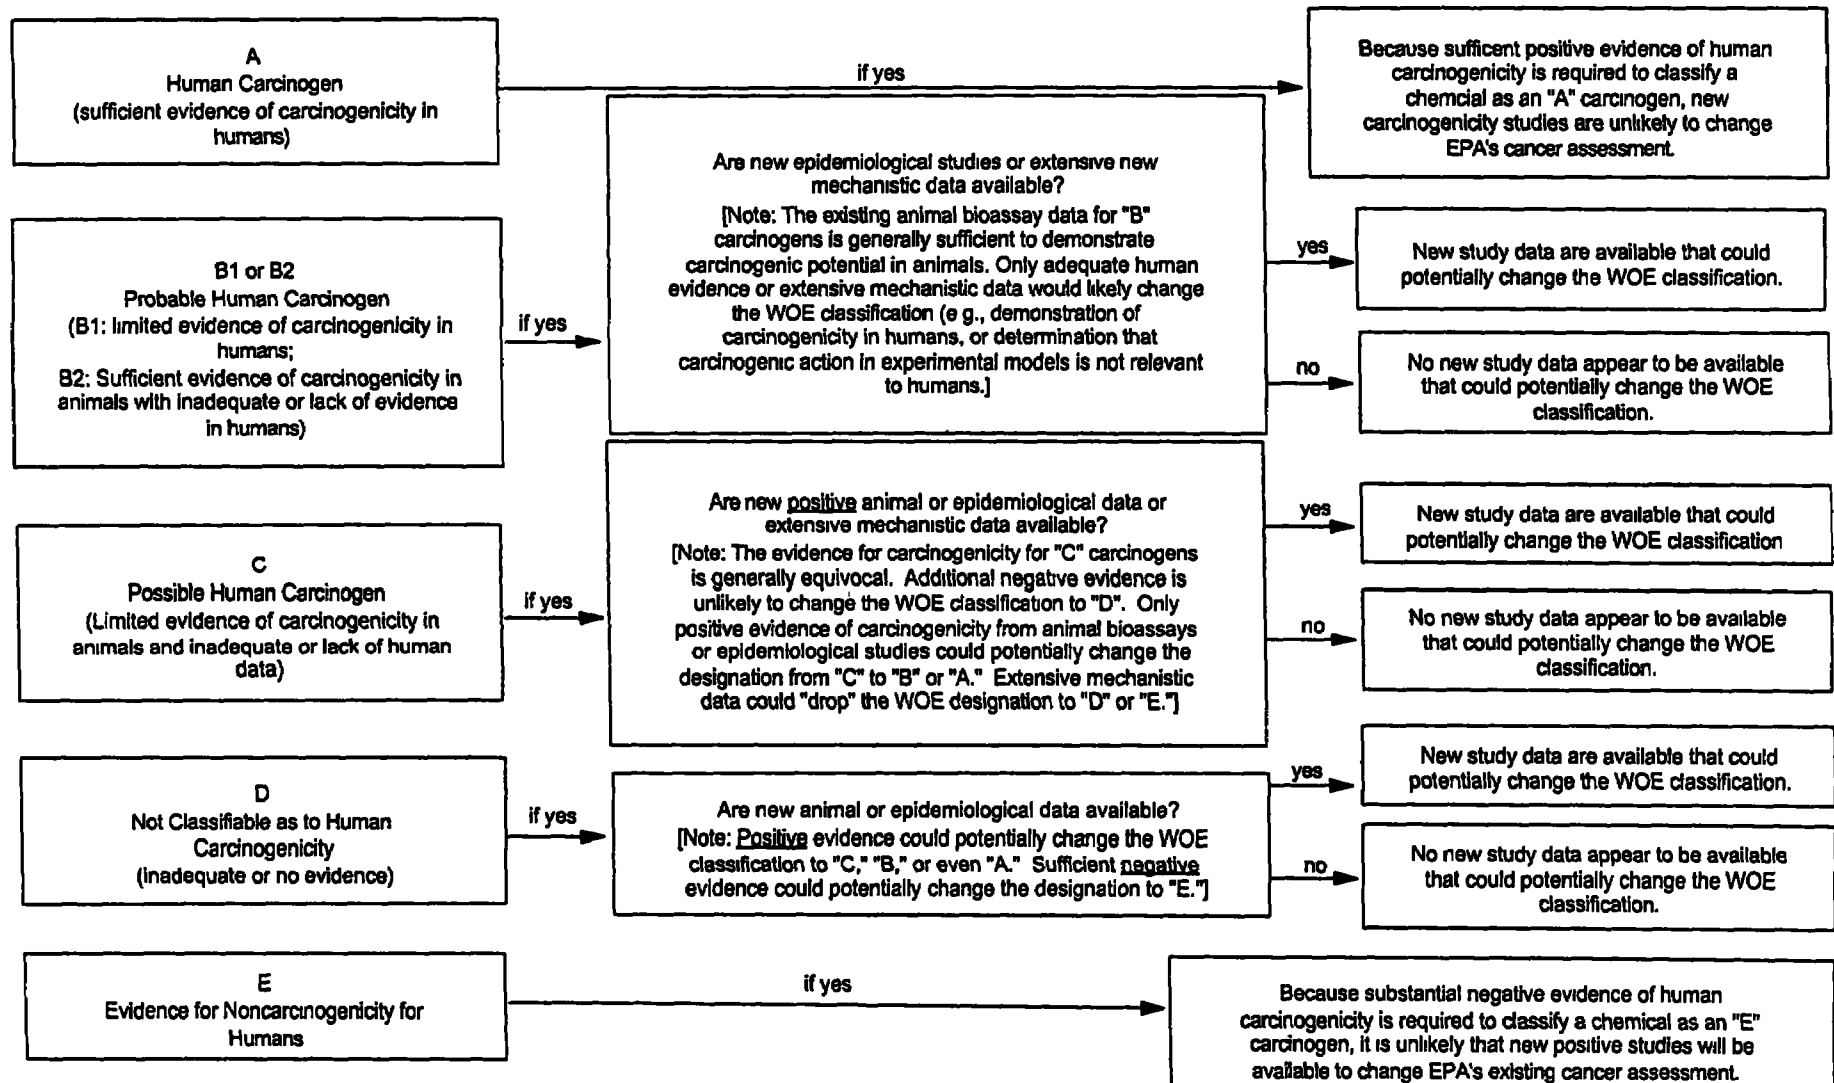 A
Human Carcinogen
(sufficient evidence of carcinogenicity in
humans)
if yes
Because sufficent positive evidence of human
carcinogenicity is required to classify a
chemcial as an "A" carcinogen, new
carcinogenicity studies are unlikely to change
EPA's cancer assessment.
B1 or B2
Probable Human Carcinogen
(B1: limited evidence of carcinogenicity in
humans;
B2: Sufficient evidence of carcinogenicity in
animals with inadequate or lack of evidence
in humans)
if yes
Are new epidemiological studies or extensive new
mechanistic data available?
[Note: The existing animal bioassay data for "B"
carcinogens is generally sufficient to demonstrate
carcinogenic potential in animals. Only adequate human
evidence or extensive mechanistic data would likely change
the WOE classification (e g., demonstration of
carcinogenicity in humans, or determination that
carcinogenic action in experimental models is not relevant
to humans.]
yes
New study data are available that could
potentially change the WOE classification.
no
No new study data appear to be available
that could potentially change the WOE
classification.
C
Possible Human Carcinogen
(Limited evidence of carcinogenicity in
animals and inadequate or lack of human
data)
if yes
Are new positive animal or epidemiological data or
extensive mechanistic data available?
[Note: The evidence for carcinogenicity for "C" carcinogens
is generally equivocal. Additional negative evidence is
unlikely to change the WOE classification to "D". Only
positive evidence of carcinogenicity from animal bioassays
or epidemiological studies could potentially change the
designation from "C" to "B" or "A." Extensive mechanistic
data could "drop" the WOE designation to "D" or "E."]
yes
New study data are available that could
potentially change the WOE classification
no
No new study data appear to be available
that could potentially change the WOE
classification.
D
Not Classifiable as to Human
Carcinogenicity
(inadequate or no evidence)
if yes
Are new animal or epidemiological data available?
[Note: Positive evidence could potentially change the WOE
classification to "C," "B," or even "A." Sufficient negative
evidence could potentially change the designation to "E."]
yes
New study data are available that could
potentially change the WOE classification.
no
No new study data appear to be available
that could potentially change the WOE
classification.
E
Evidence for Noncarcinogenicity for
Humans
if yes
Because substantial negative evidence of human
carcinogenicity is required to classify a chemical as an "E"
carcinogen, it is unlikely that new positive studies will be
available to change EPA's existing cancer assessment.